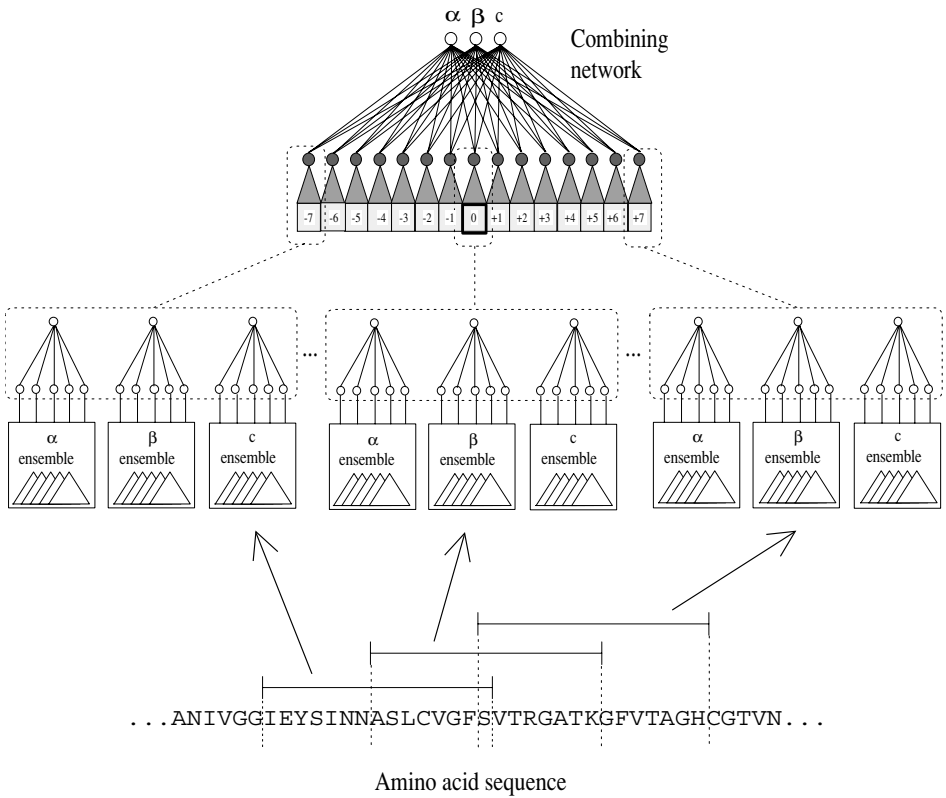 α β c
Combining
network
-7 -6 -5 -4 -3 -2 -1 0 +1 +2 +3 +4 +5 +6 +7
... ...
α β c α β c α β c
ensemble ensemble ensemble ensemble ensemble ensemble ensemble ensemble ensemble
...ANIVGGIEYSINNASLCVGFSVTRGATKGFVTAGHCGTVN...
Amino acid sequence